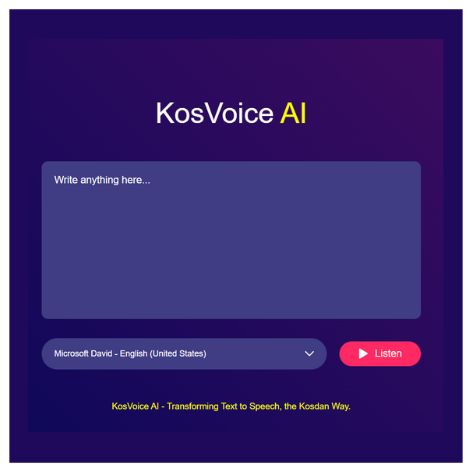 KosVoice AI
Write anything here...
Microsoft David - English (United States)
Listen
KosVoice AI - Transforming Text to Speech, the Kosdan Way.